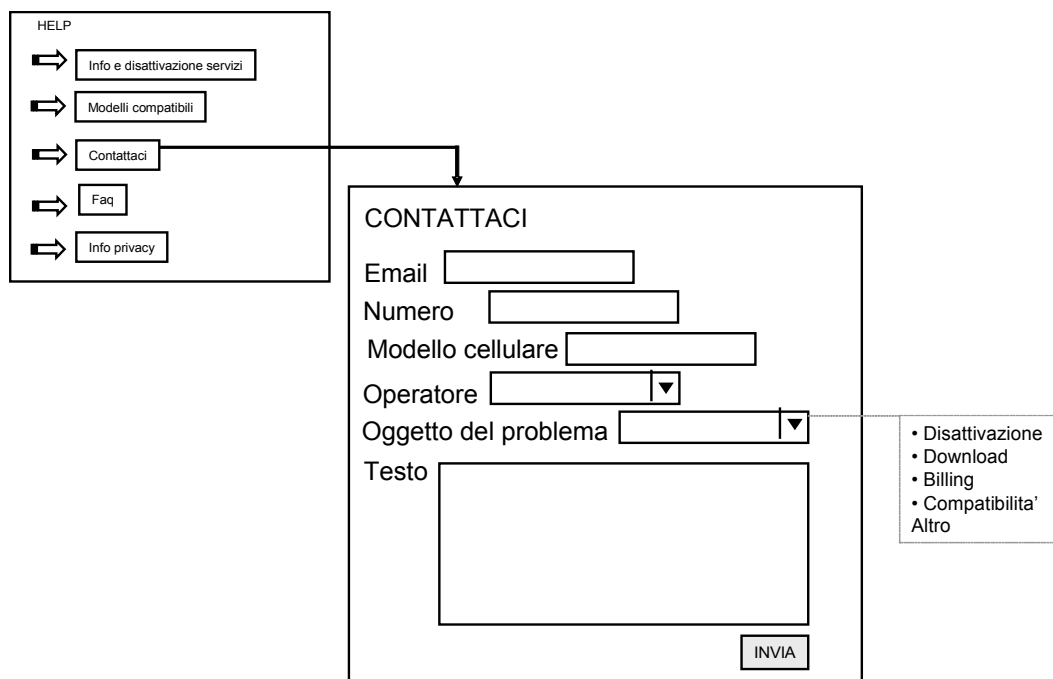 HELP
Info e disattivazione servizi
Modelli compatibili
Contattaci
Faq
Info privacy
CONTATTACI
Email
Numero
Modello cellulare
Operatore
Oggetto del problema
Testo
INVIA
• Disattivazione
• Download
• Billing
• Compatibilita’
Altro